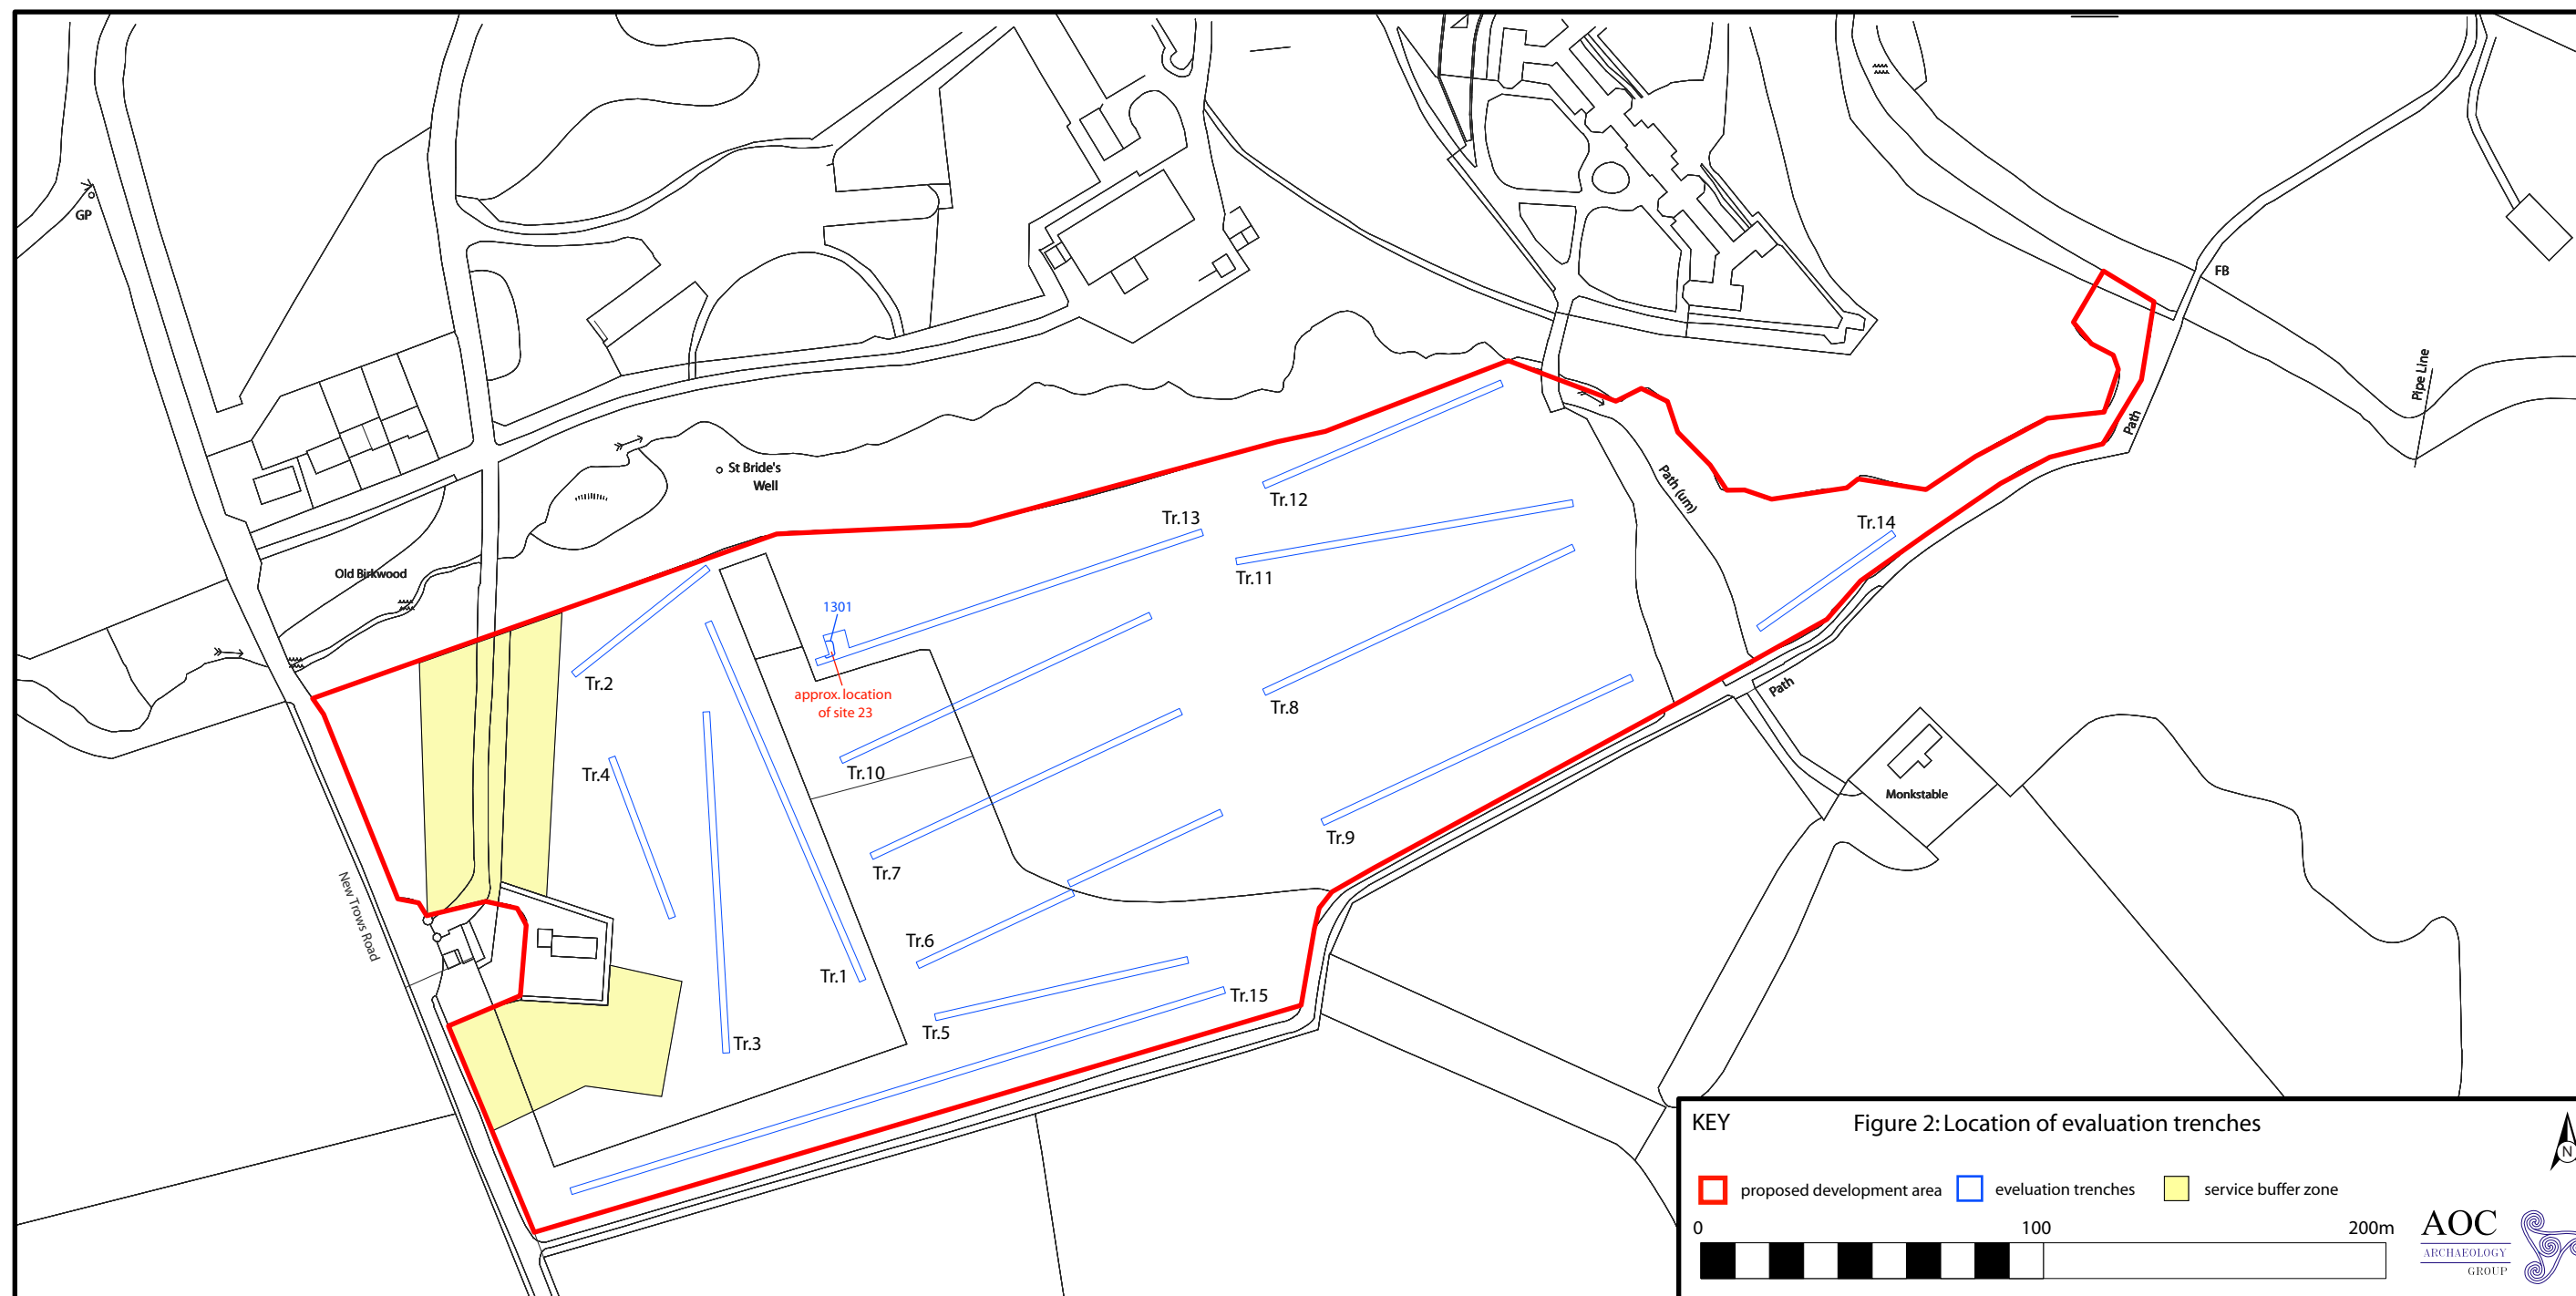 GP
FB
Pipe Line
Path
St Bride's
Well
Tr.12
Path (um)
Tr.13
Tr.14
Old Birkwood
Tr.11
1301
Tr.2
approx. location
of site 23
Path
Tr.8
Tr.4
Tr.10
Monkstable
Tr.9
Tr.7
New Trows Road
Tr.6
Tr.1
Tr.15
Tr.5
Tr.3
KEY
Figure 2: Location of evaluation trenches
N
proposed development area
eveluation trenches
service buffer zone
0 100 200m
AOC
ARCHAEOLOGY
GROUP